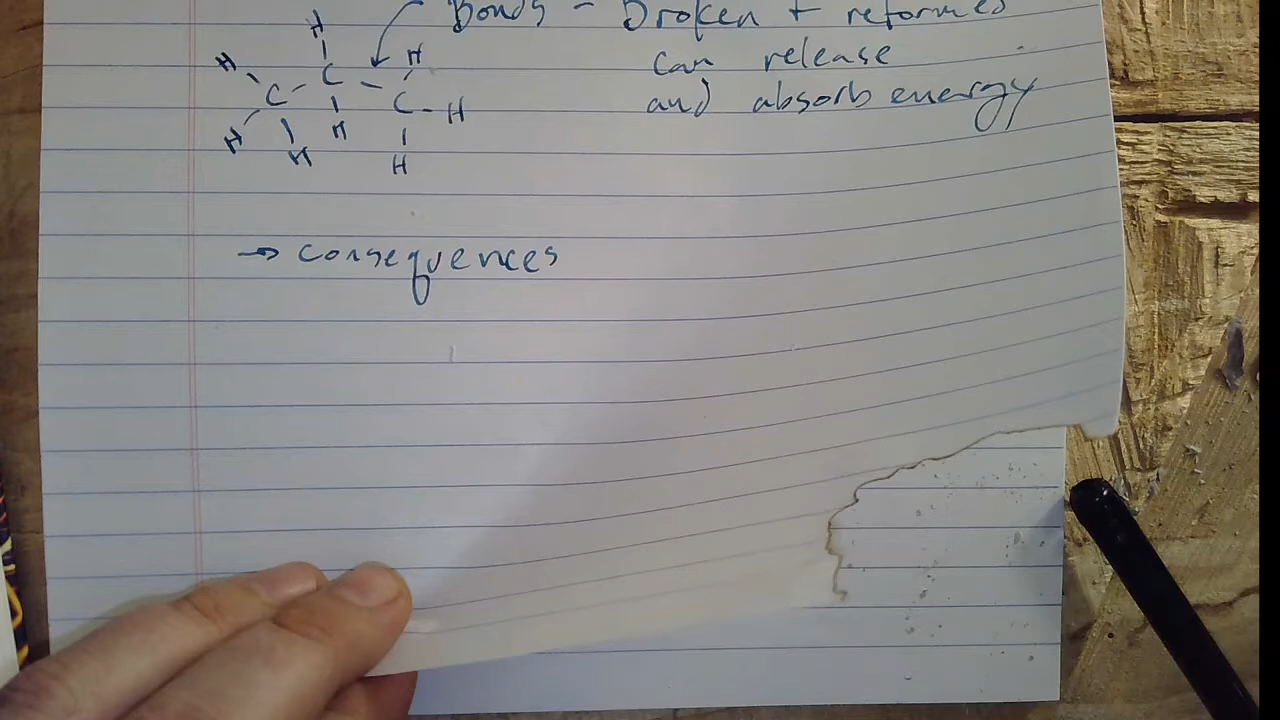 Bonds - Broken + reformed
can release
and absorb energy
H
H C H
C C H
H H H H
→ consequences